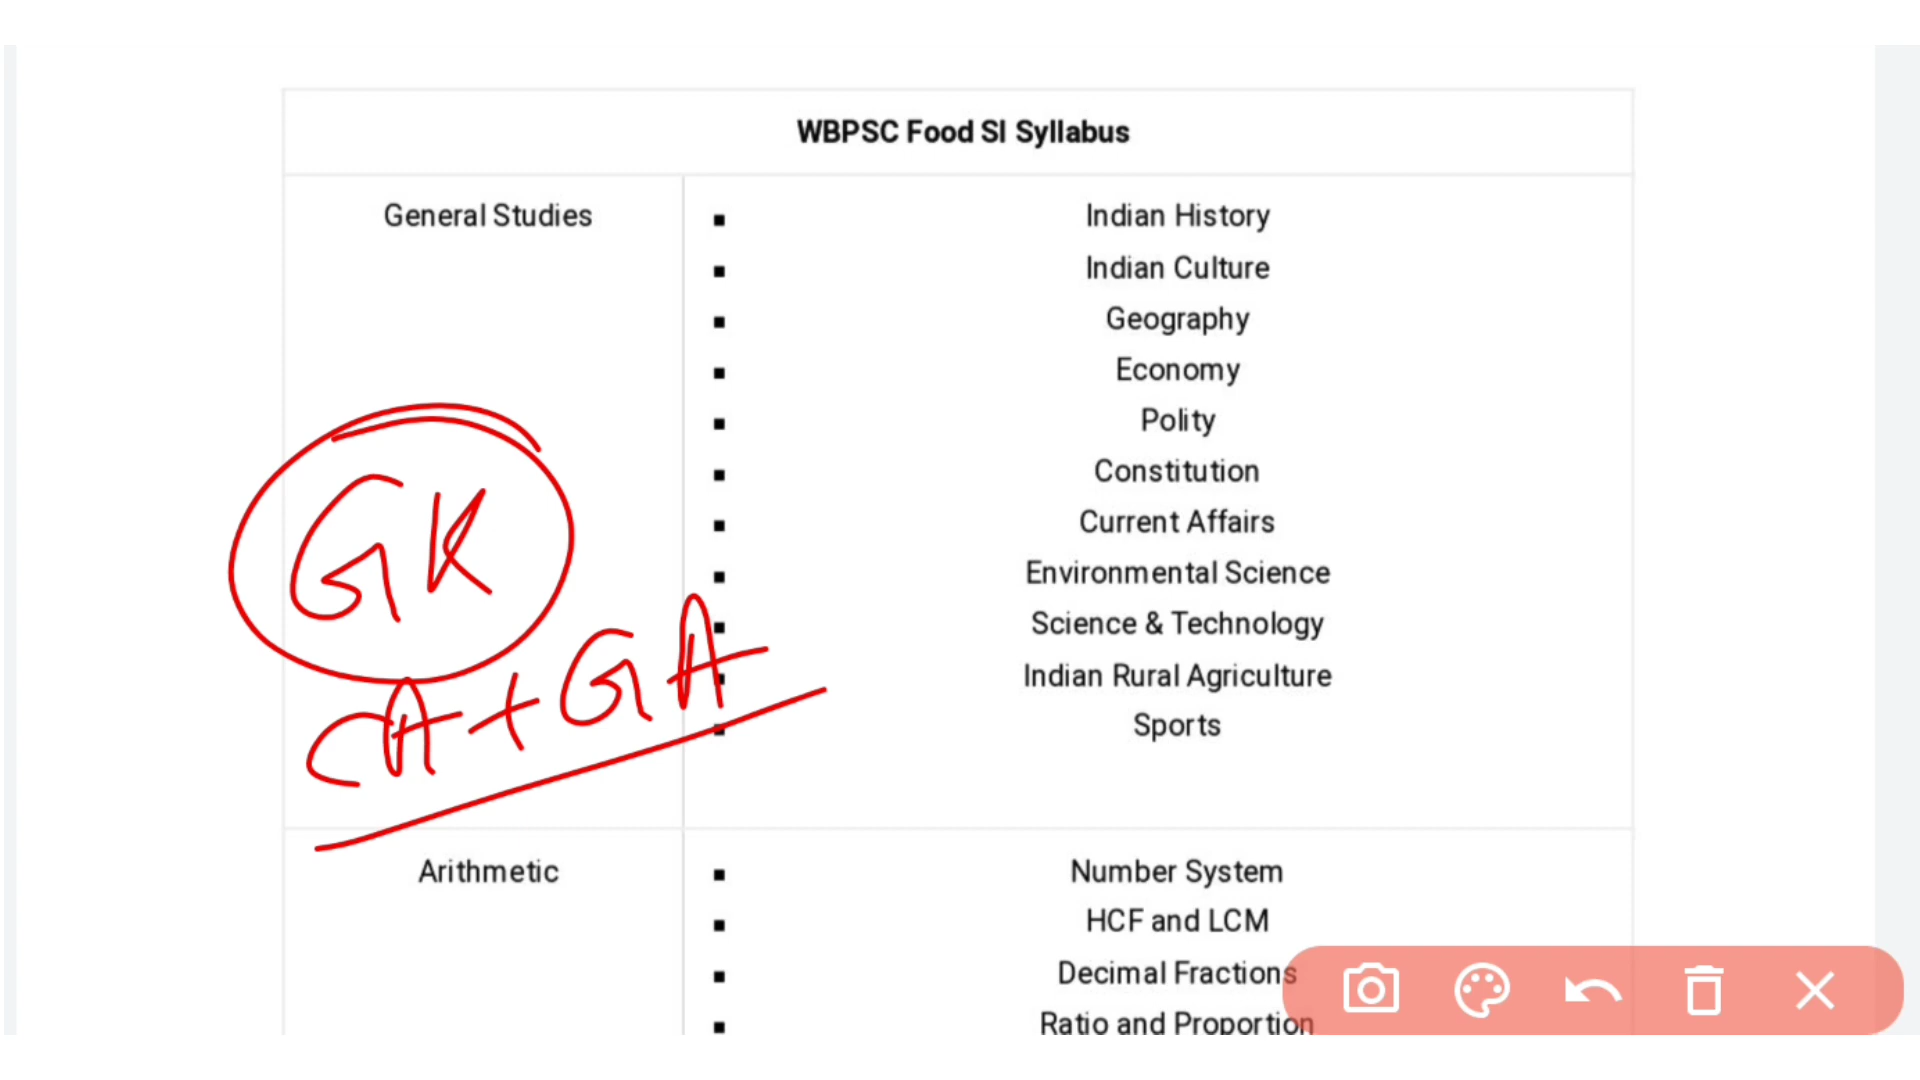 WBPSC Food SI Syllabus
General Studies
Indian History
Indian Culture
Geography
Economy
Polity
Constitution
Current Affairs
Environmental Science
Science & Technology
Indian Rural Agriculture
Sports
GK
CA + GA
Arithmetic
Number System
HCF and LCM
Decimal Fractions
Ratio and Proportion